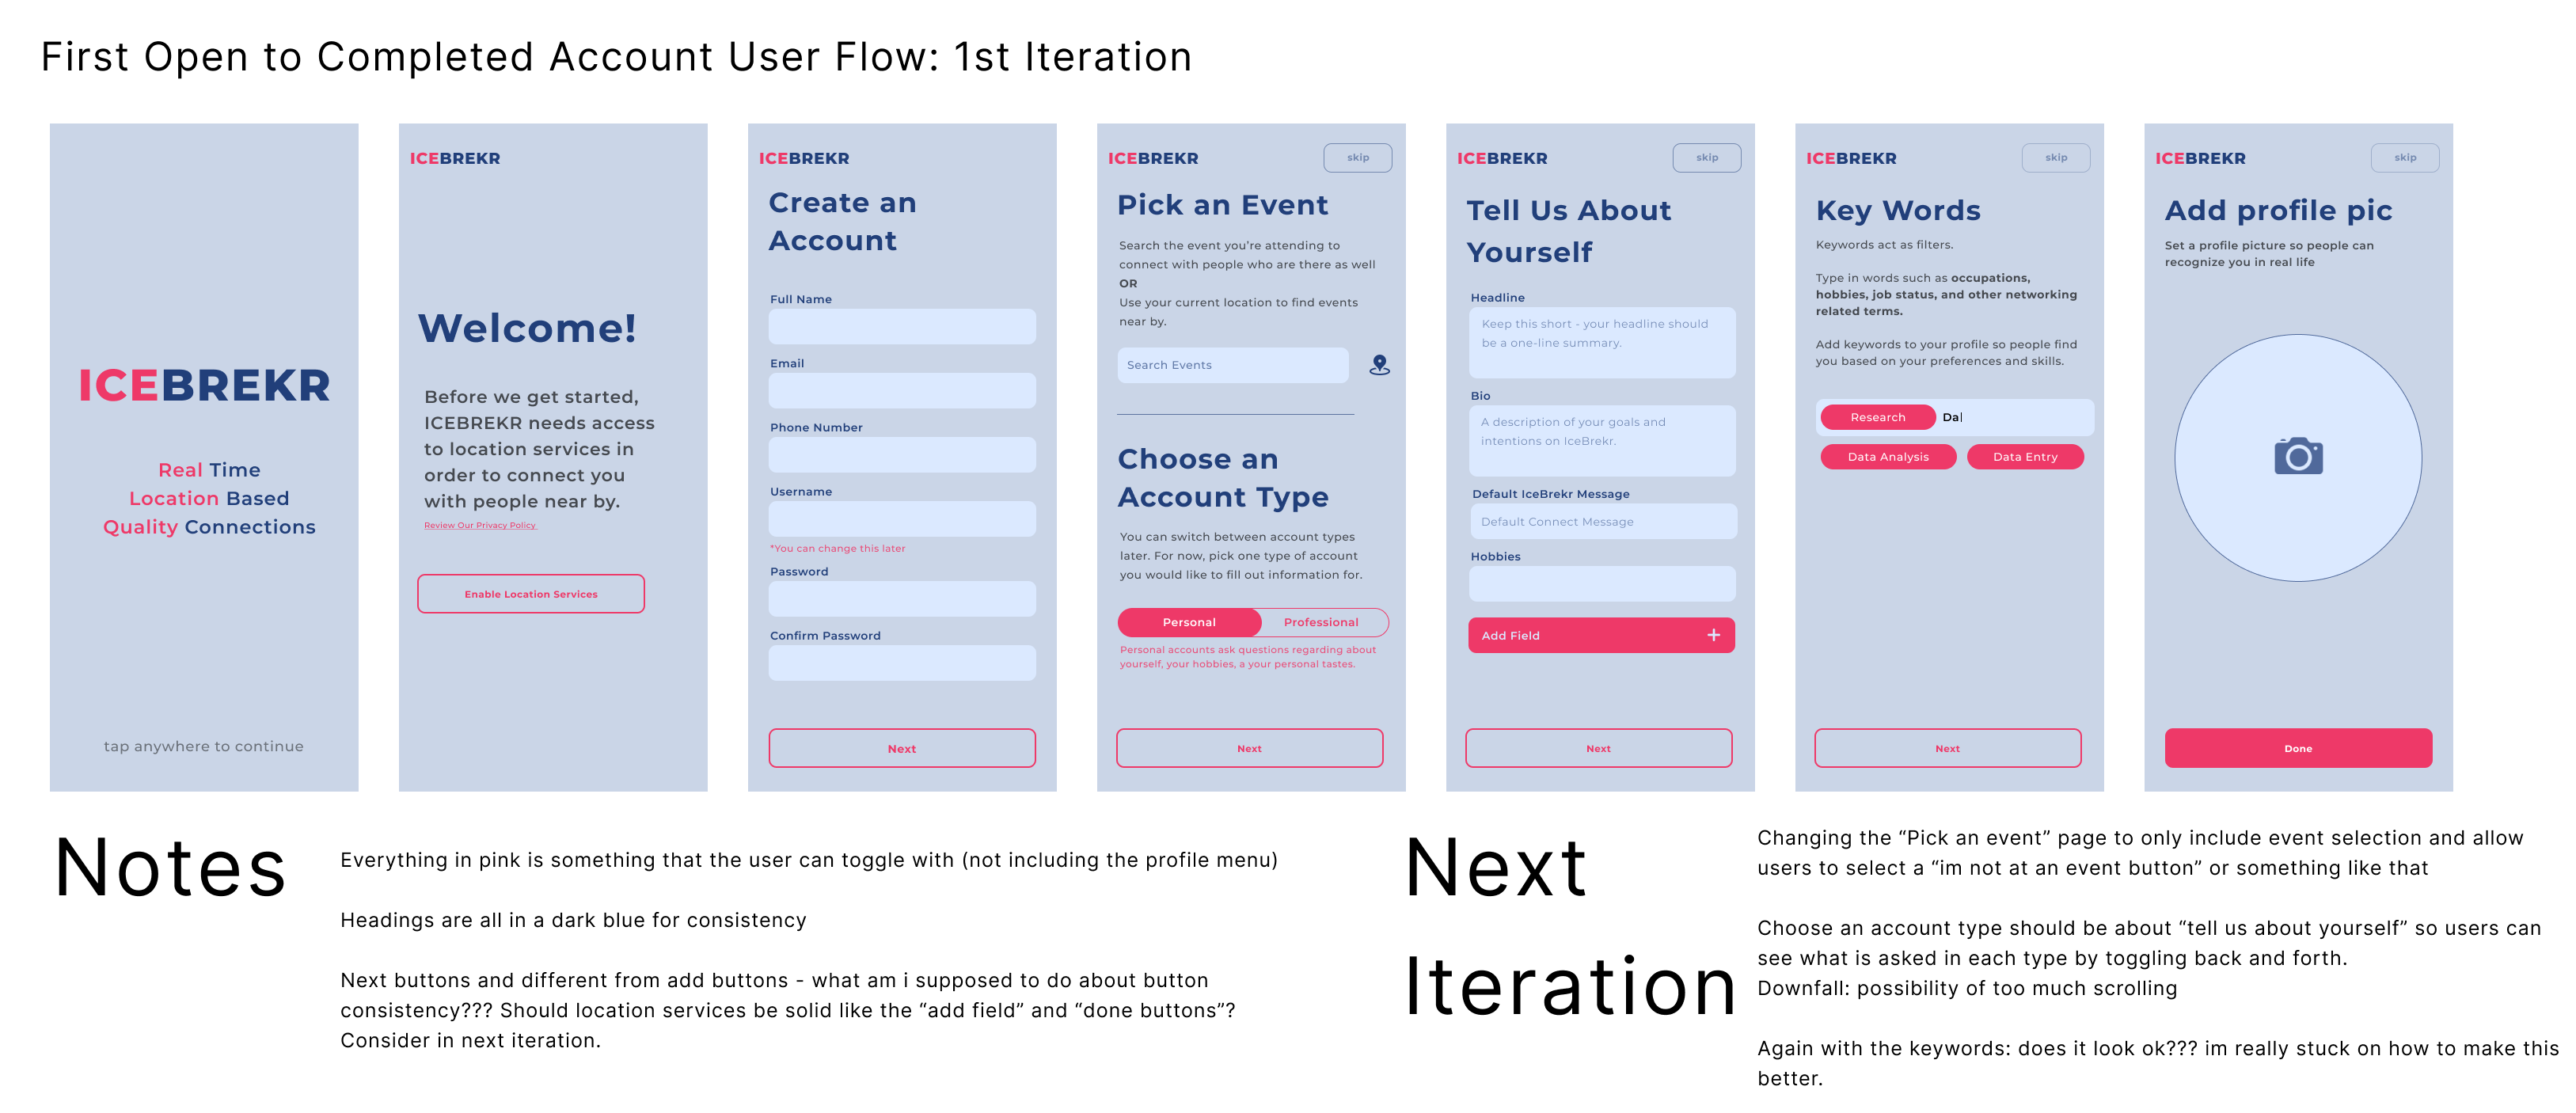 First Open to Completed Account User Flow: 1st Iteration
ICEBREKR
Real Time
Location Based
Quality Connections
tap anywhere to continue
ICEBREKR
Welcome!
Before we get started,
ICEBREKR needs access
to location services in
order to connect you
with people near by.
Review Our Privacy Policy
Enable Location Services
ICEBREKR
Create an
Account
Full Name
Email
Phone Number
Username
*You can change this later
Password
Confirm Password
Next
ICEBREKR
skip
Pick an Event
Search the event you're attending to
connect with people who are there as well
OR
Use your current location to find events
near by.
Search Events
Choose an
Account Type
You can switch between account types
later. For now, pick one type of account
you would like to fill out information for.
Personal
Professional
Personal accounts ask questions regarding about
yourself, your hobbies, a your personal tastes.
Next
ICEBREKR
skip
Tell Us About
Yourself
Headline
Keep this short - your headline should
be a one-line summary.
Bio
A description of your goals and
intentions on IceBrekr.
Default IceBrekr Message
Default Connect Message
Hobbies
Add Field +
Next
ICEBREKR
skip
Key Words
Keywords act as filters.
Type in words such as occupations,
hobbies, job status, and other networking
related terms.
Add keywords to your profile so people find
you based on your preferences and skills.
Research Da
Data Analysis
Data Entry
Next
ICEBREKR
skip
Add profile pic
Set a profile picture so people can
recognize you in real life
Done
Notes
Everything in pink is something that the user can toggle with (not including the profile menu)
Headings are all in a dark blue for consistency
Next buttons and different from add buttons - what am i supposed to do about button
consistency??? Should location services be solid like the “add field” and “done buttons”?
Consider in next iteration.
Next
Iteration
Changing the “Pick an event” page to only include event selection and allow
users to select a “im not at an event button” or something like that
Choose an account type should be about “tell us about yourself” so users can
see what is asked in each type by toggling back and forth.
Downfall: possibility of too much scrolling
Again with the keywords: does it look ok??? im really stuck on how to make this
better.